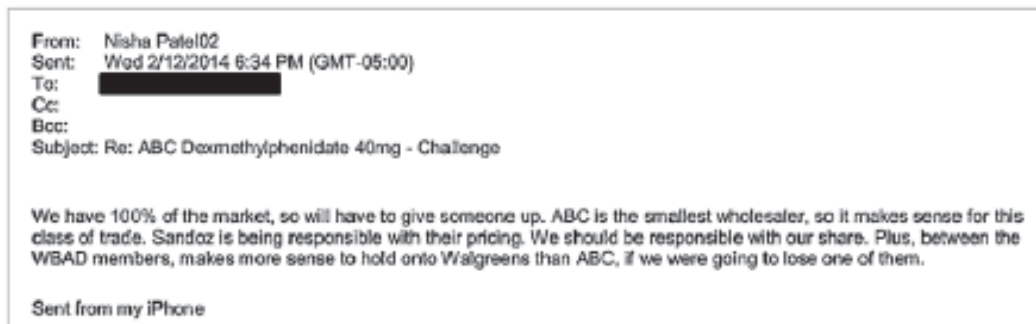 From: Nisha Patel02
Sent: Wed 2/12/2014 6:34 PM (GMT-05:00)
To:
Cc:
Bcc:
Subject: Re: ABC Dexmethylphenidate 40mg - Challenge
We have 100% of the market, so will have to give someone up. ABC is the smallest wholesaler, so it makes sense for this
class of trade. Sandoz is being responsible with their pricing. We should be responsible with our share. Plus, between the
WBAD members, makes more sense to hold onto Walgreens than ABC, if we were going to lose one of them.
Sent from my iPhone